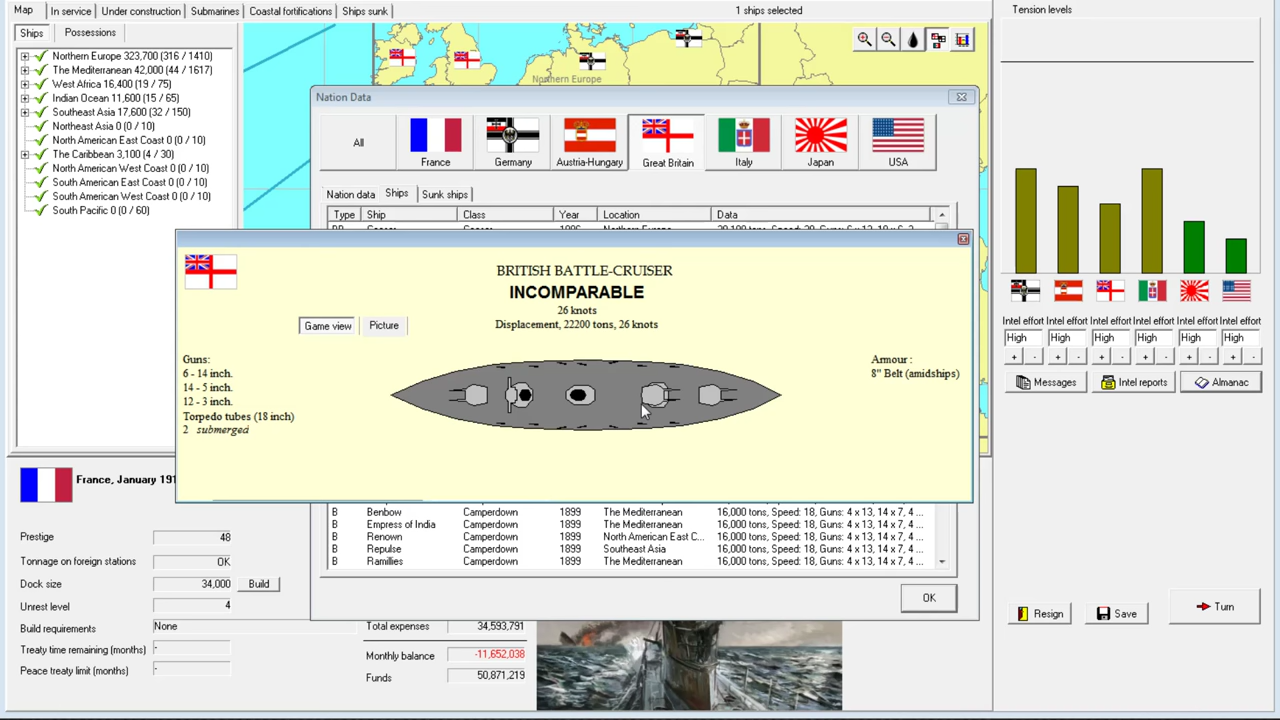 Map
In service
Under construction
Submarines
Coastal fortifications
Ships sunk
1 ships selected
Tension levels
Ships
Possessions
Northern Europe 323,700 (316 / 1410)
The Mediterranean 42,000 (44 / 1617)
West Africa 16,400 (19 / 75)
Indian Ocean 11,600 (15 / 65)
Southeast Asia 17,600 (32 / 150)
Northeast Asia 0 (0 / 10)
North American East Coast 0 (0 / 10)
The Caribbean 3,100 (4 / 30)
North American West Coast 0 (0 / 10)
South American East Coast 0 (0 / 10)
South American West Coast 0 (0 / 10)
South Pacific 0 (0 / 60)
Northern Europe
Nation Data
All
France
Germany
Austria-Hungary
Great Britain
Italy
Japan
USA
Nation data
Ships
Sunk ships
Type Ship Class Year Location Data
BRITISH BATTLE-CRUISER
INCOMPARABLE
26 knots
Displacement, 22200 tons, 26 knots
Game view
Picture
Guns:
6 - 14 inch.
14 - 5 inch.
12 - 3 inch.
Torpedo tubes (18 inch)
2 submerged
Armour :
8" Belt (amidships)
B Benbow Camperdown 1899 The Mediterranean 16,000 tons, Speed: 18, Guns: 4 x 13, 14 x 7, 4 ...
B Empress of India Camperdown 1899 The Mediterranean 16,000 tons, Speed: 18, Guns: 4 x 13, 14 x 7, 4 ...
B Renown Camperdown 1899 North American East C... 16,000 tons, Speed: 18, Guns: 4 x 13, 14 x 7, 4 ...
B Repulse Camperdown 1899 Southeast Asia 16,000 tons, Speed: 18, Guns: 4 x 13, 14 x 7, 4 ...
B Ramillies Camperdown 1899 The Mediterranean 16,000 tons, Speed: 18, Guns: 4 x 13, 14 x 7, 4 ...
OK
Intel effort Intel effort Intel effort Intel effort Intel effort Intel effort
High High High High High High
+ - + - + - + - + - + -
Messages
Intel reports
Almanac
France, January 191
Prestige 48
Tonnage on foreign stations OK
Dock size 34,000 Build
Unrest level 4
Build requirements None
Treaty time remaining (months) -
Peace treaty limit (months) -
Total expenses 34,593,791
Monthly balance -11,652,038
Funds 50,871,219
Resign
Save
Turn